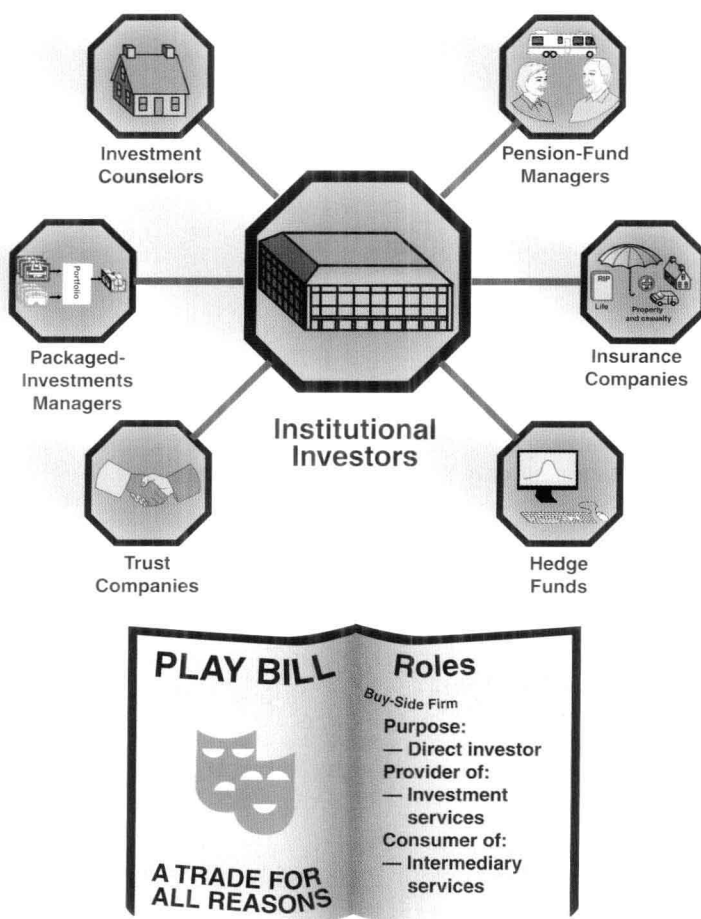 Investment
Counselors
Pension-Fund
Managers
Portfolio
Packaged-
Investments
Managers
RIP
Life
Property
and casualty
Insurance
Companies
Institutional
Investors
Trust
Companies
Hedge
Funds
PLAY BILL
A TRADE FOR
ALL REASONS
Roles
Buy-Side Firm
Purpose:
— Direct investor
Provider of:
— Investment
services
Consumer of:
— Intermediary
services